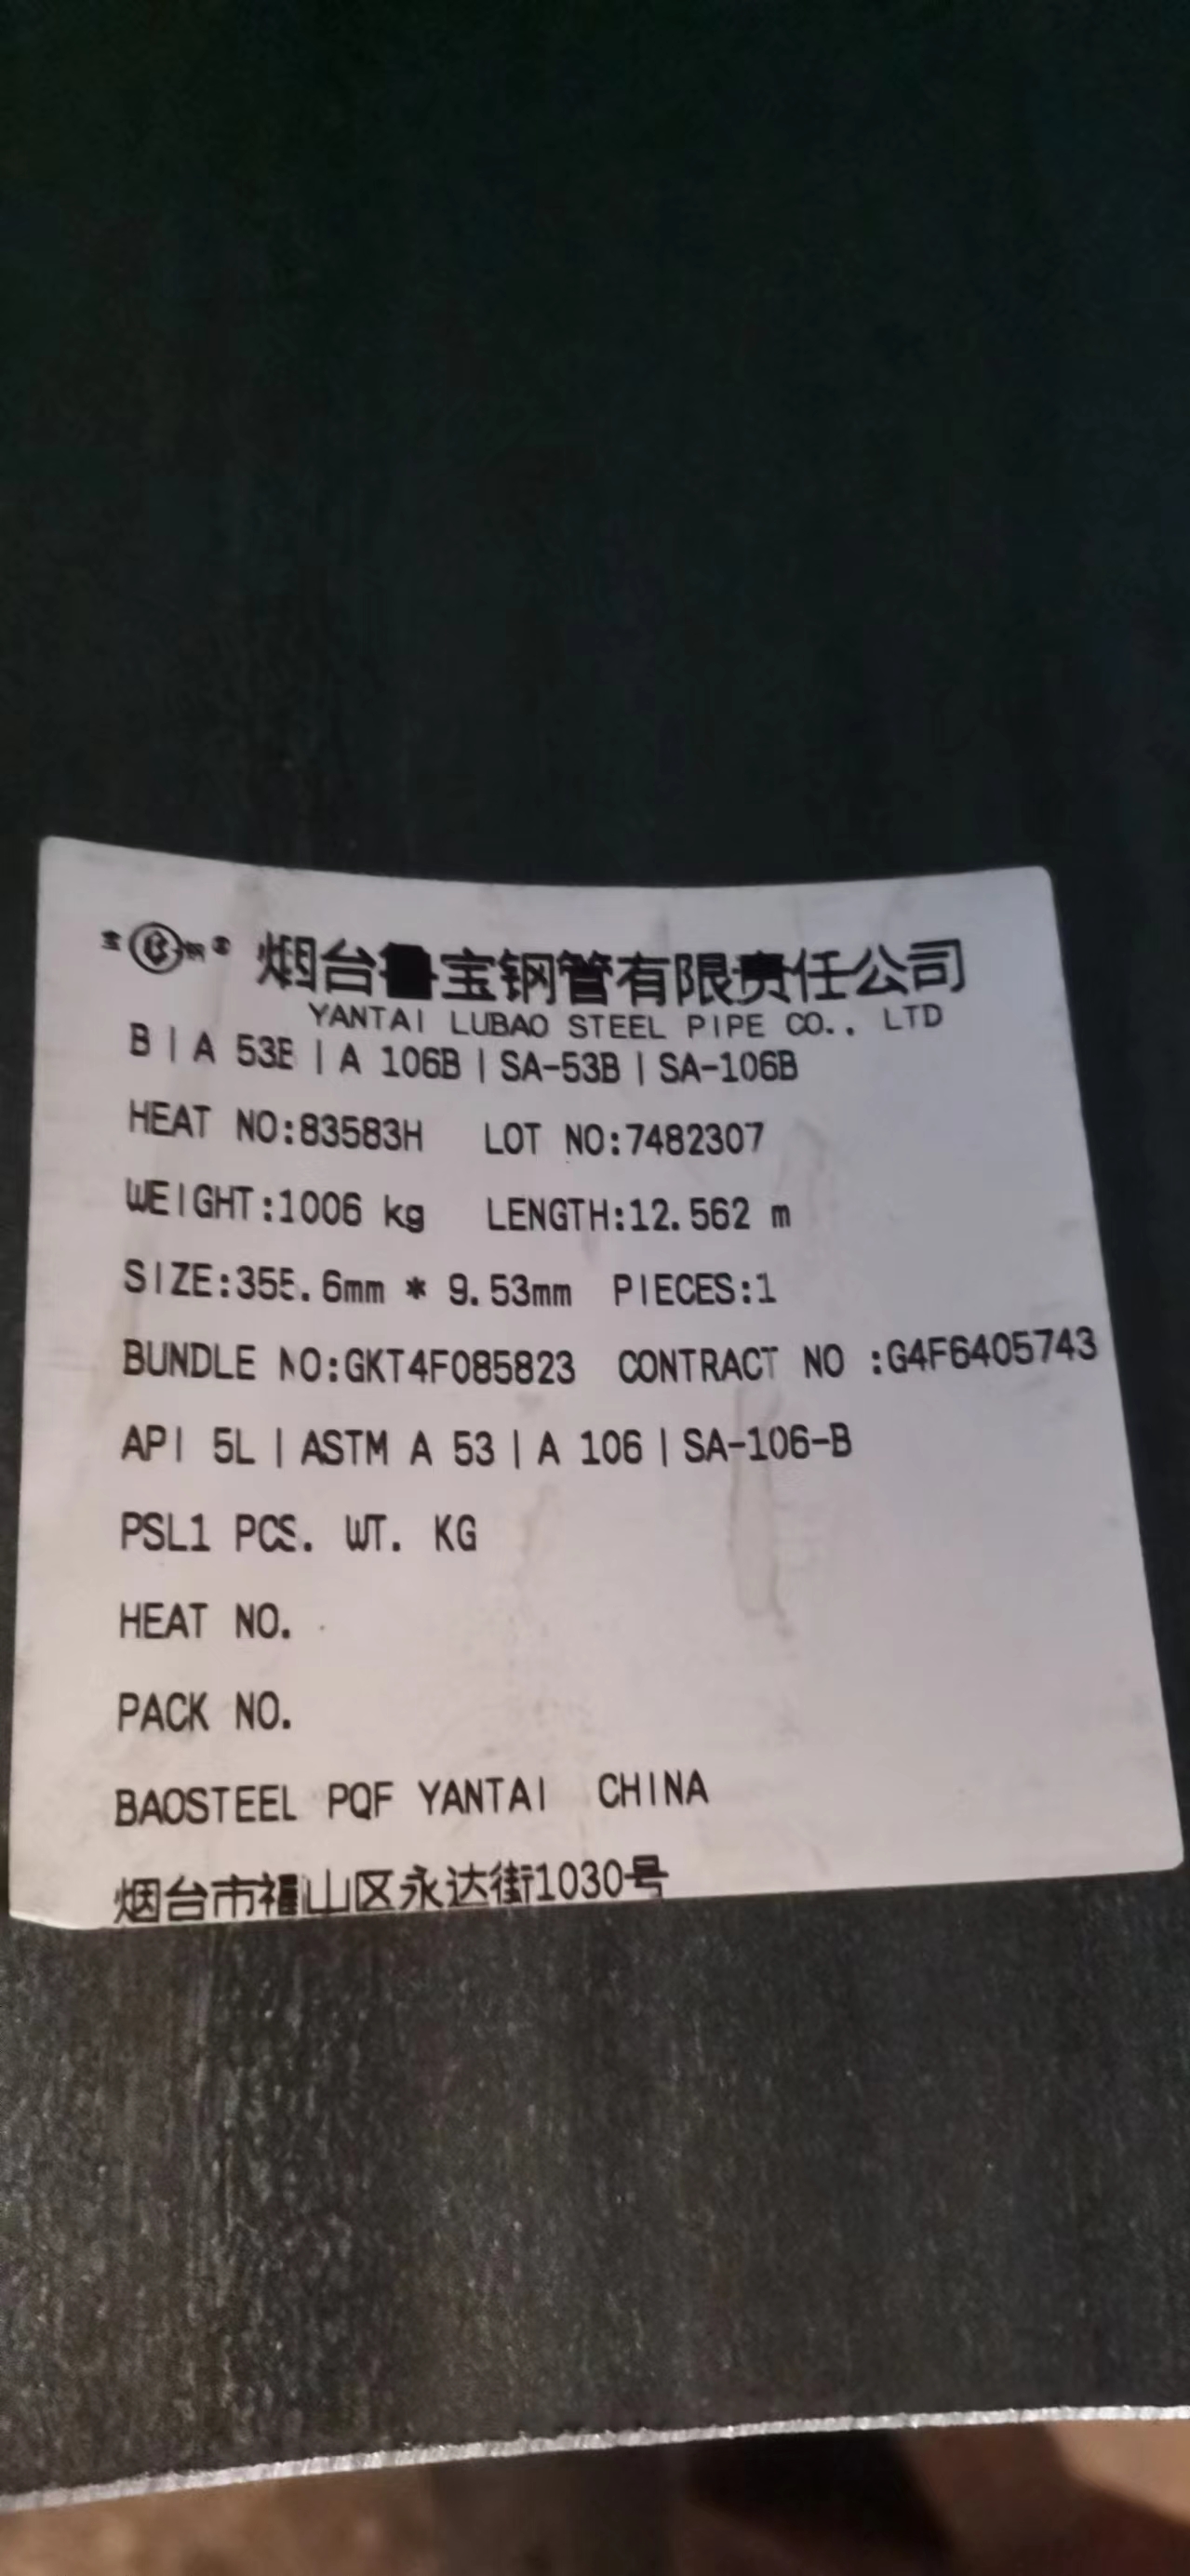 烟台鲁宝钢管有限责任公司
YANTAI LUBAO STEEL PIPE CO., LTD
B | A 53B | A 106B | SA-53B | SA-106B
HEAT NO:83583H LOT NO:7482307
WEIGHT:1006 kg LENGTH:12.562 m
SIZE:355.6mm * 9.53mm PIECES:1
BUNDLE NO:GKT4F085823 CONTRACT NO :G4F6405743
API 5L | ASTM A 53 | A 106 | SA-106-B
PSL1 PCS. WT. KG
HEAT NO.
PACK NO.
BAOSTEEL PQF YANTAI CHINA
烟台市福山区永达街1030号